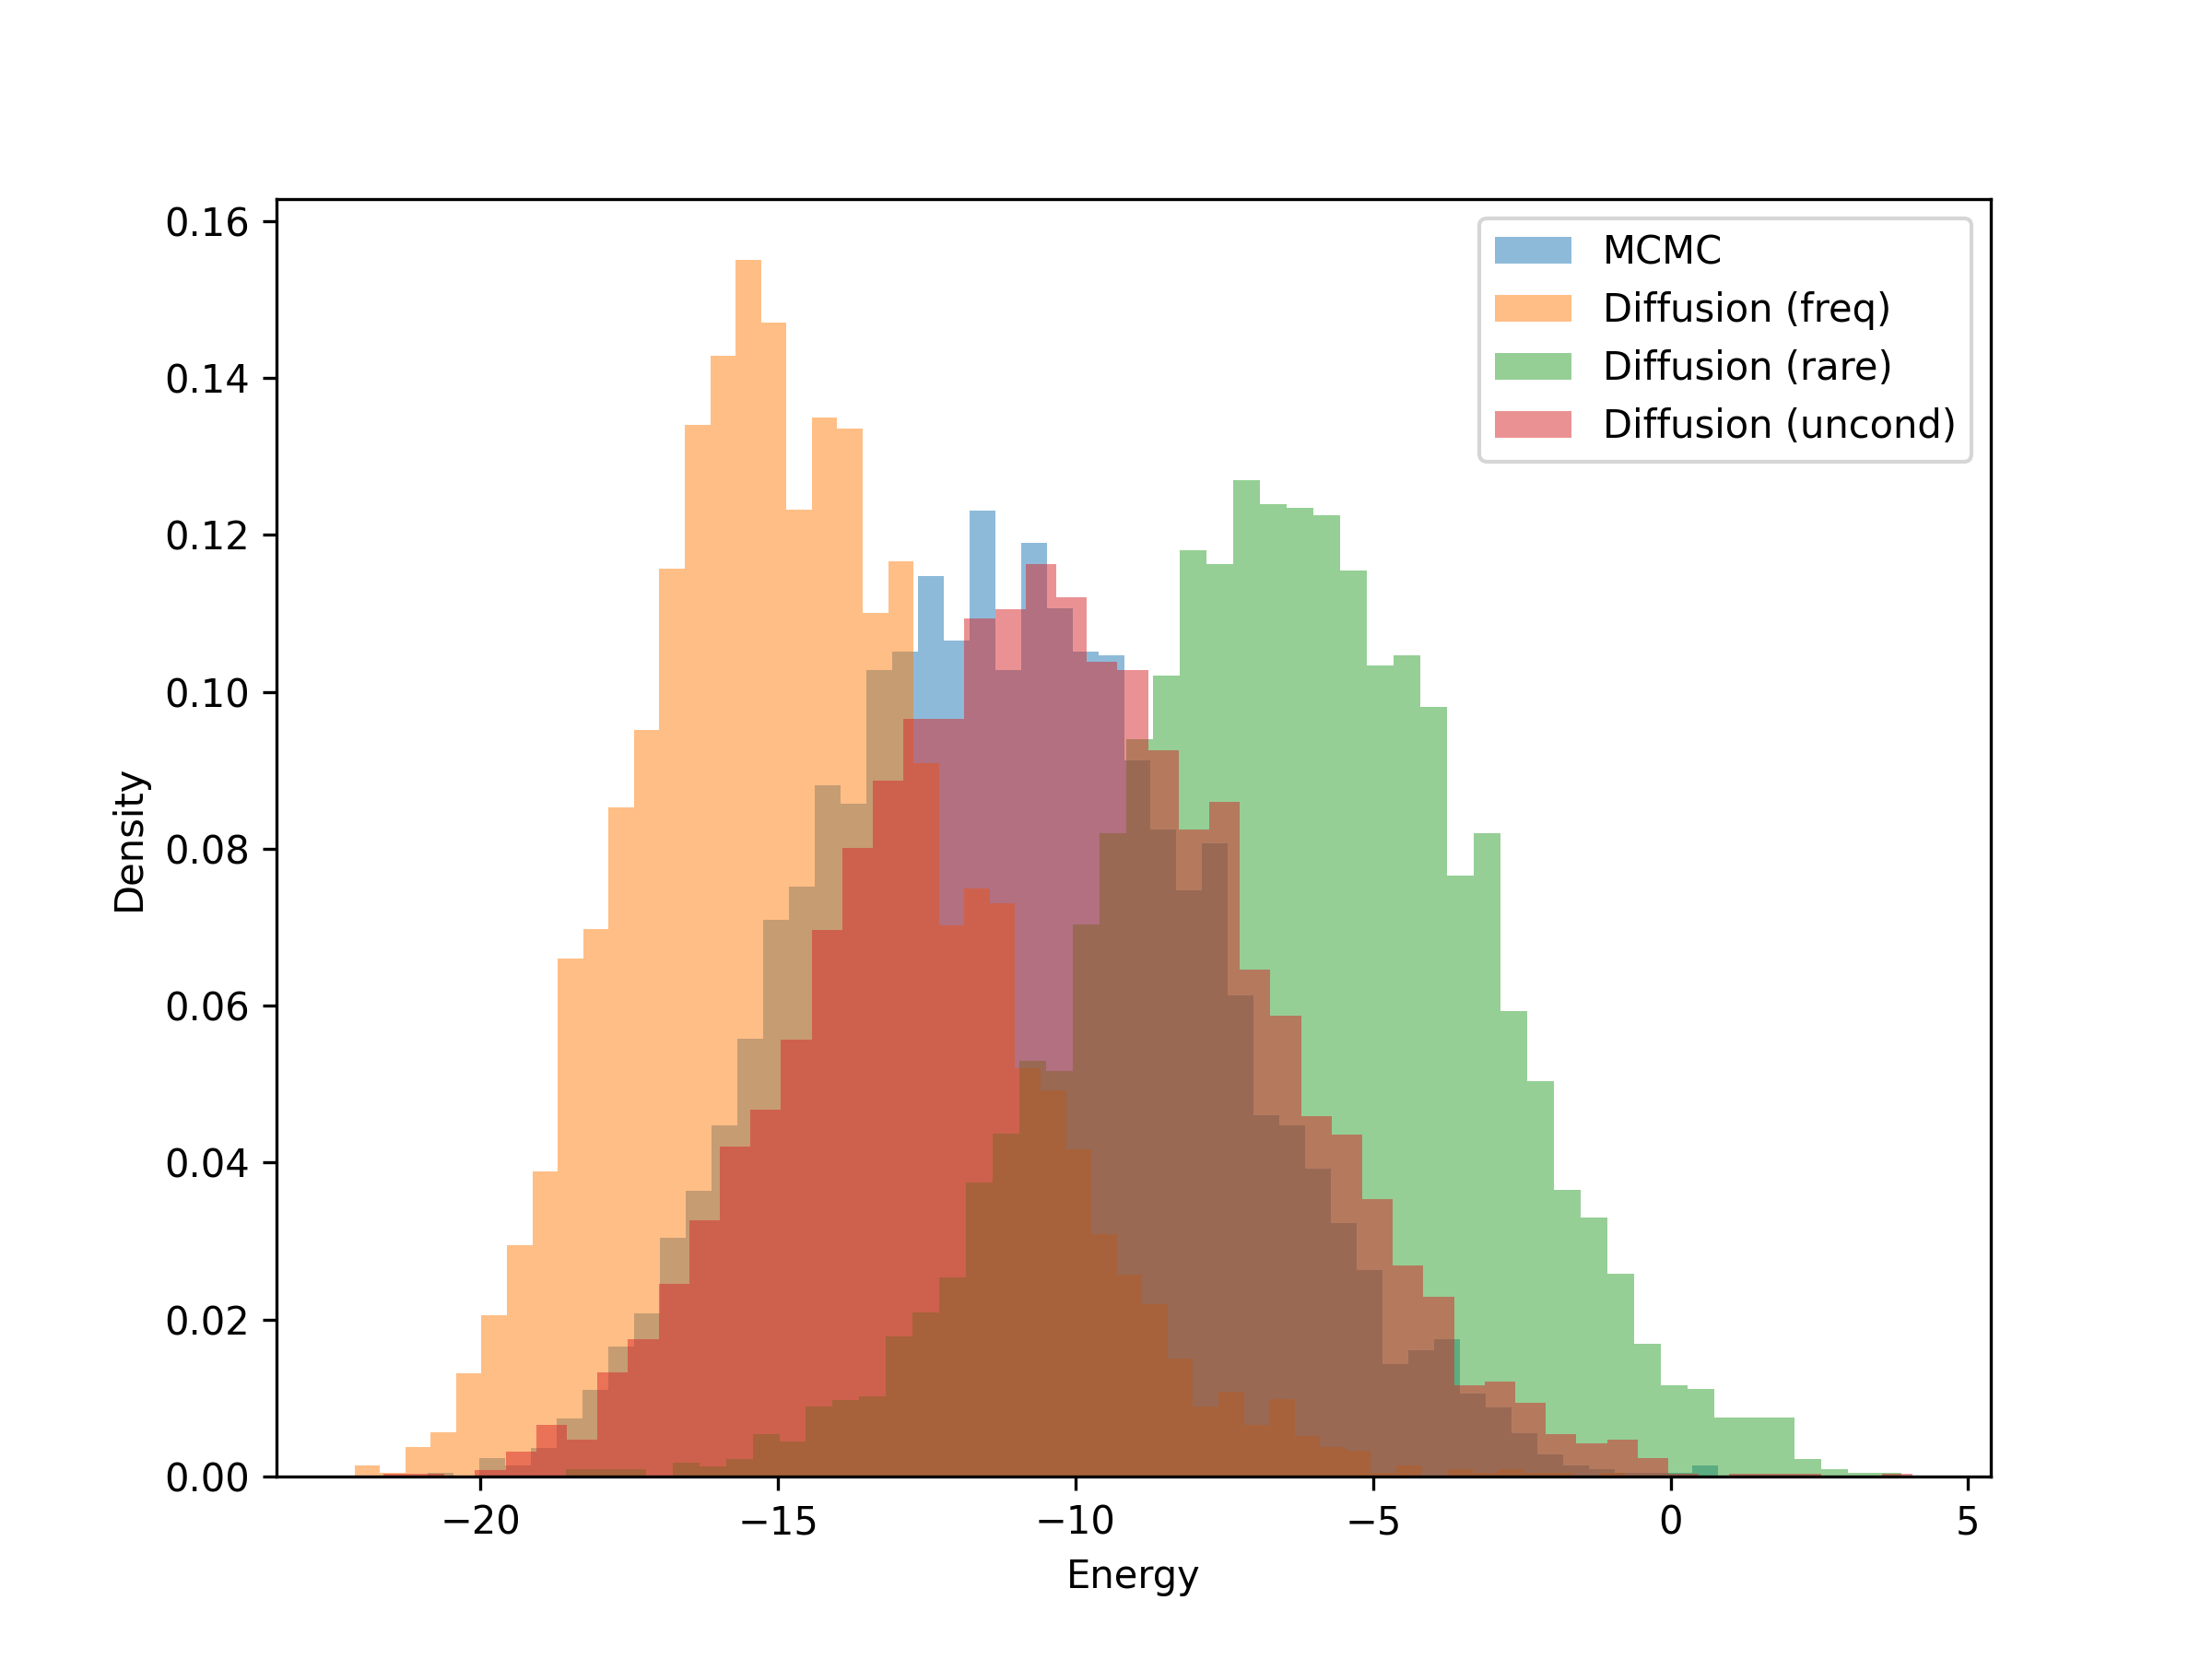 MCMC
Diffusion (freq)
Diffusion (rare)
Diffusion (uncond)
0.16
0.14
0.12
0.10
0.08
0.06
0.04
0.02
0.00
Density
−20
−15
−10
−5
0
5
Energy